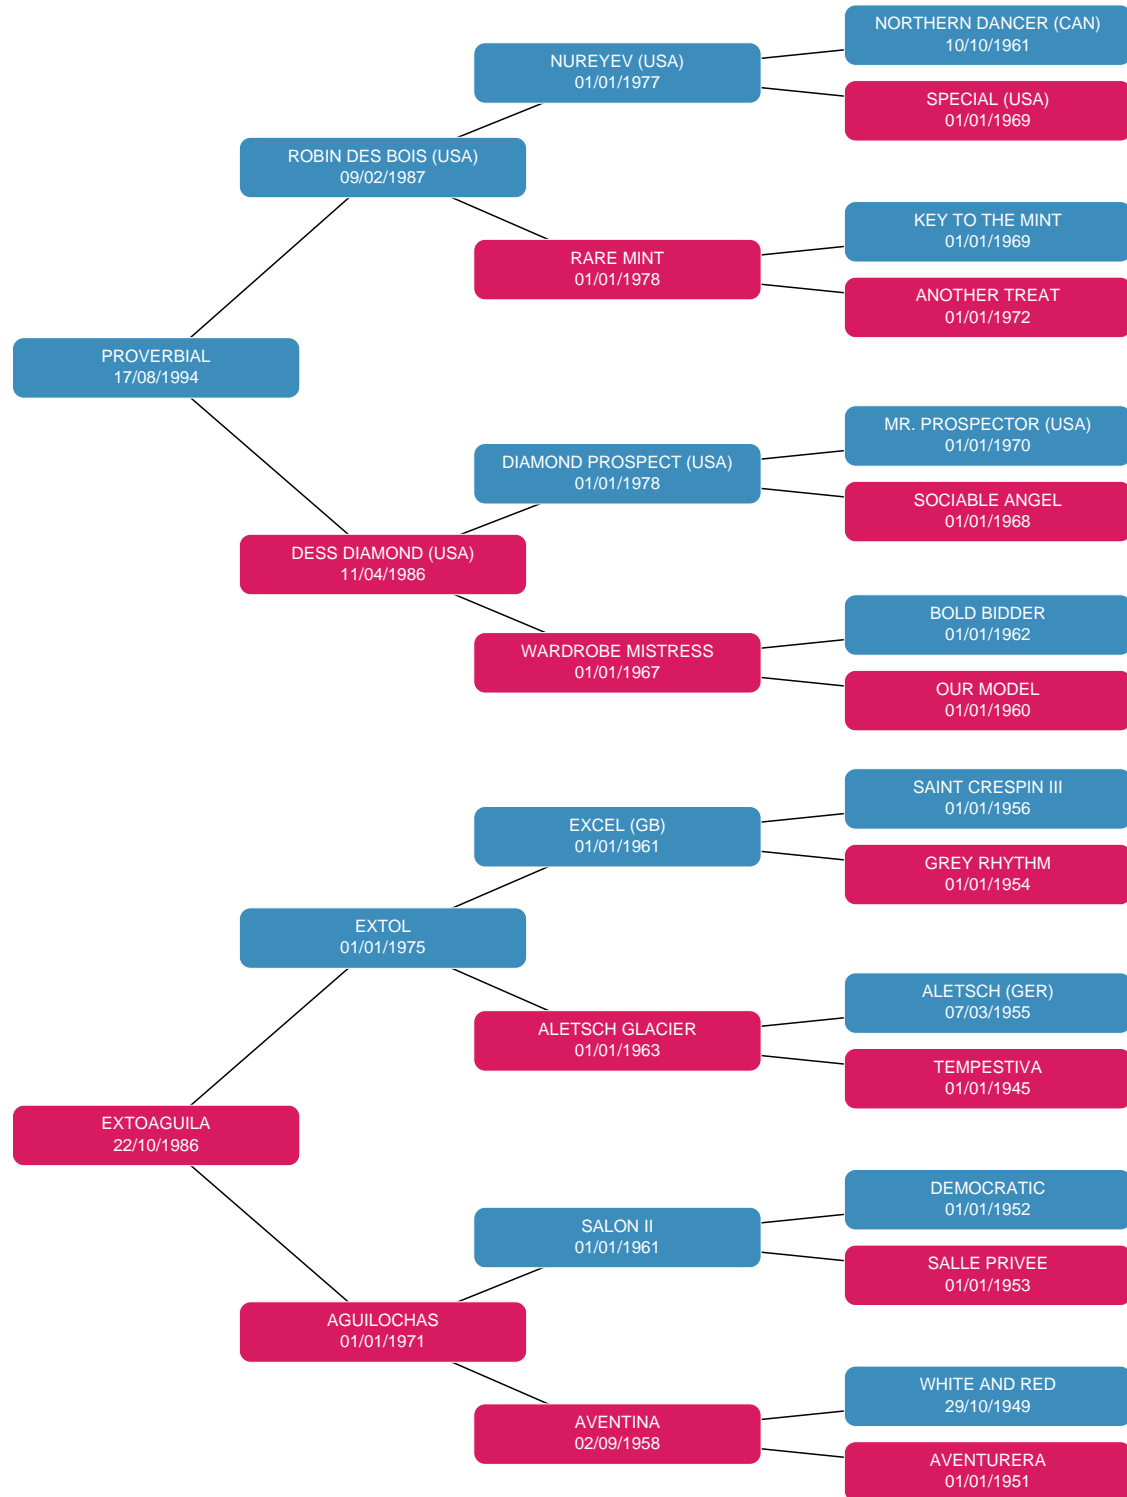 NORTHERN DANCER (CAN)
10/10/1961
NUREYEV (USA)
01/01/1977
SPECIAL (USA)
01/01/1969
ROBIN DES BOIS (USA)
09/02/1987
KEY TO THE MINT
01/01/1969
RARE MINT
01/01/1978
ANOTHER TREAT
01/01/1972
PROVERBIAL
17/08/1994
MR. PROSPECTOR (USA)
01/01/1970
DIAMOND PROSPECT (USA)
01/01/1978
SOCIABLE ANGEL
01/01/1968
DESS DIAMOND (USA)
11/04/1986
BOLD BIDDER
01/01/1962
WARDROBE MISTRESS
01/01/1967
OUR MODEL
01/01/1960
SAINT CRESPIN III
01/01/1956
EXCEL (GB)
01/01/1961
GREY RHYTHM
01/01/1954
EXTOL
01/01/1975
ALETSCH (GER)
07/03/1955
ALETSCH GLACIER
01/01/1963
TEMPESTIVA
01/01/1945
EXTOAGUILA
22/10/1986
DEMOCRATIC
01/01/1952
SALON II
01/01/1961
SALLE PRIVEE
01/01/1953
AGUILOCHAS
01/01/1971
WHITE AND RED
29/10/1949
AVENTINA
02/09/1958
AVENTURERA
01/01/1951